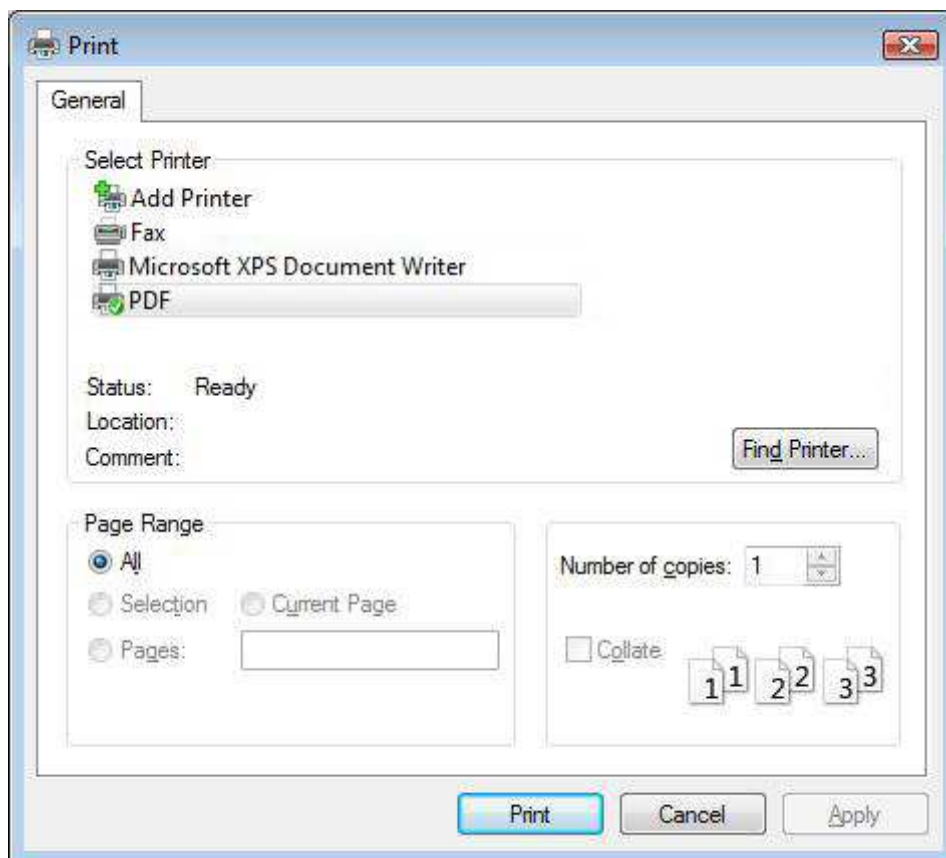 Print
General
Select Printer
Add Printer
Fax
Microsoft XPS Document Writer
PDF
Status: Ready
Location:
Comment:
Find Printer...
Page Range
All
Selection Current Page
Pages:
Number of copies: 1
Collate
1 1 2 2 3 3
Print Cancel Apply